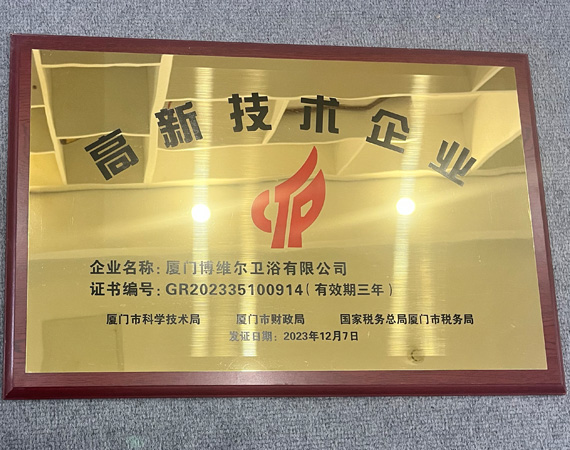 高新技术企业
企业名称：厦门博维尔卫浴有限公司
证书编号：GR202335100914（有效期三年）
厦门市科学技术局 厦门市财政局 国家税务总局厦门市税务局
发证日期：2023年12月7日